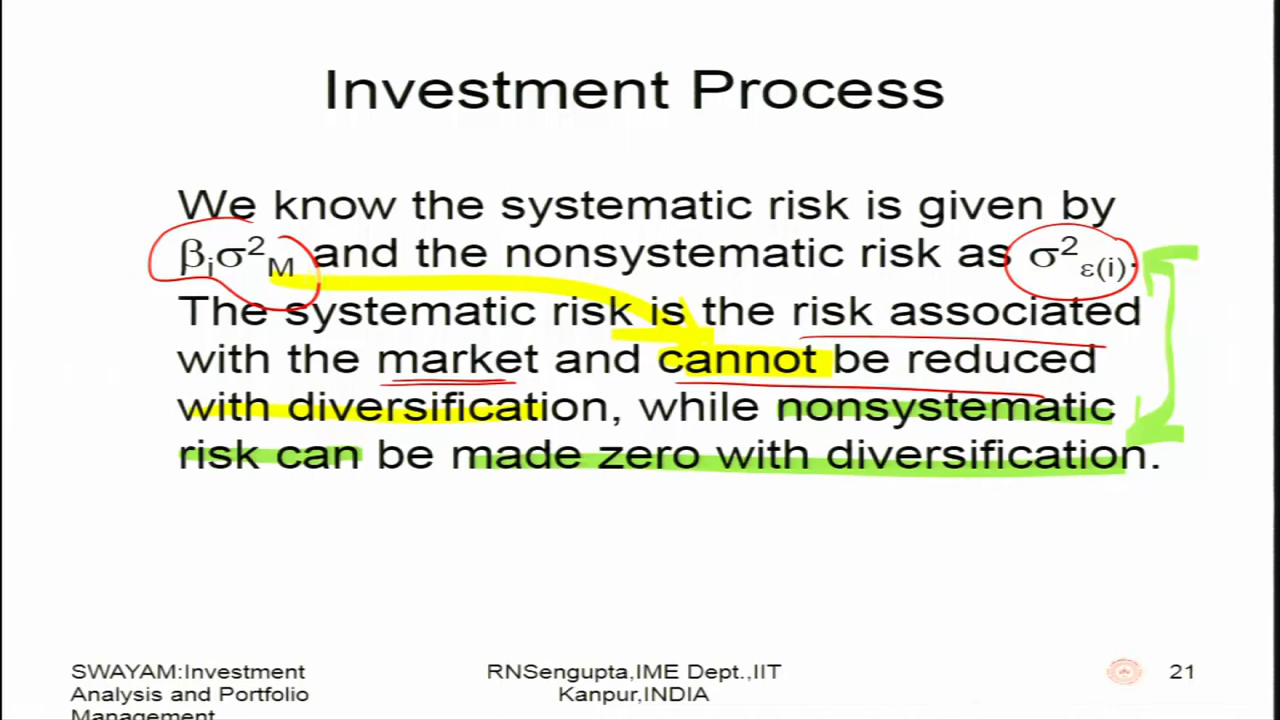 Investment Process
We know the systematic risk is given by
βᵢσ²_M and the nonsystematic risk as σ²_ε(i).
The systematic risk is the risk associated
with the market and cannot be reduced
with diversification, while nonsystematic
risk can be made zero with diversification.
SWAYAM:Investment
Analysis and Portfolio
Management
RNSengupta,IME Dept.,IIT
Kanpur,INDIA
21